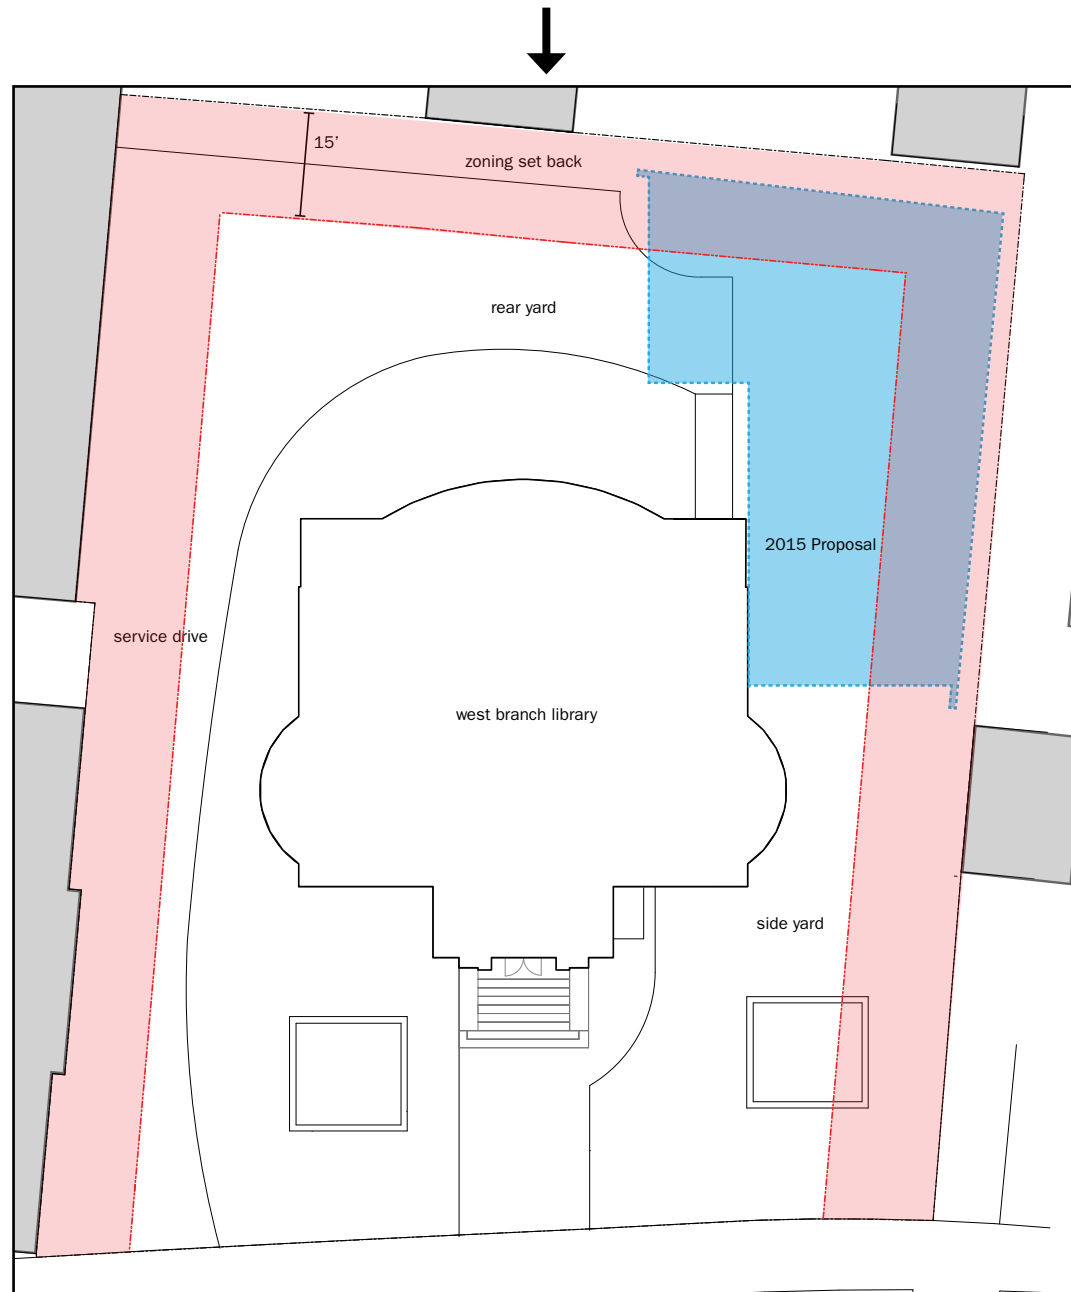 15’
zoning set back
rear yard
2015 Proposal
service drive
west branch library
side yard